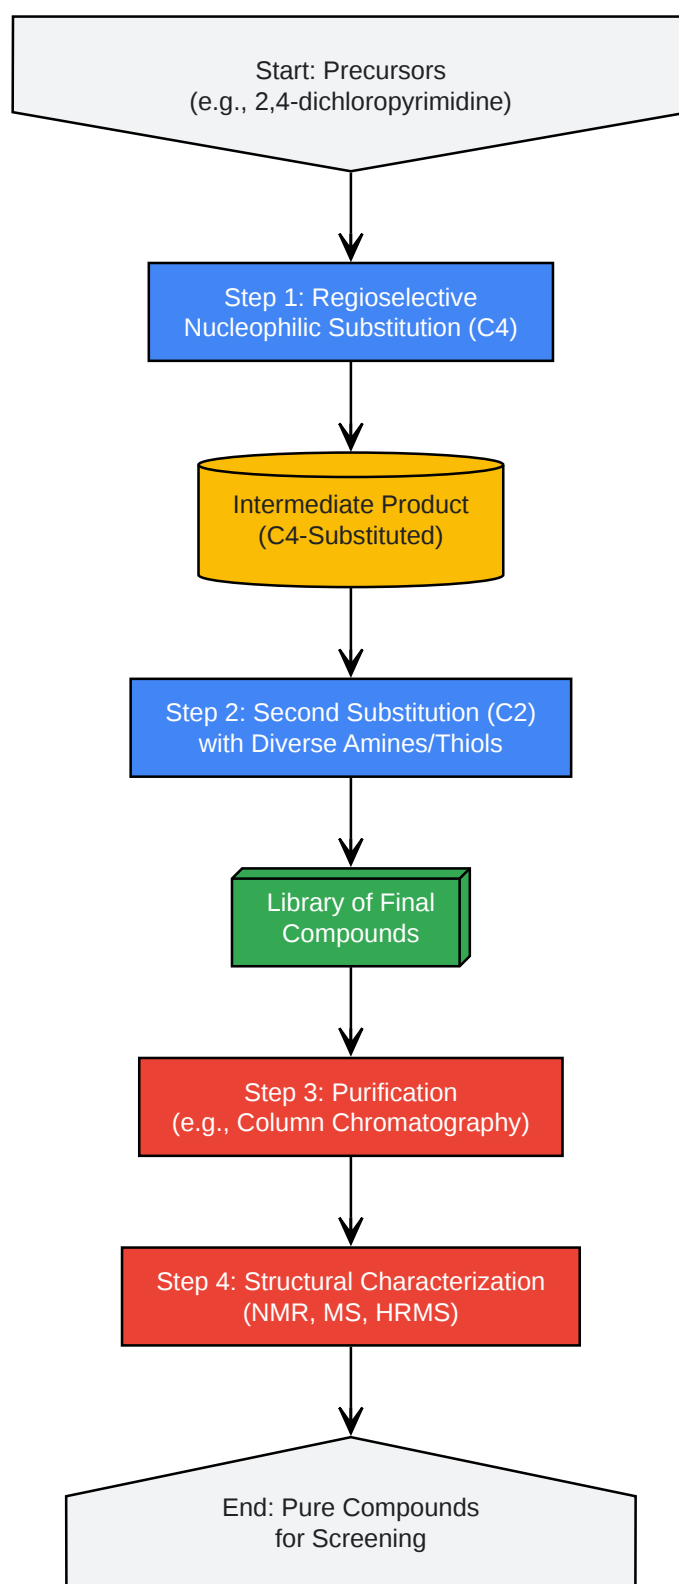 Start: Precursors
(e.g., 2,4-dichloropyrimidine)
Step 1: Regioselective
Nucleophilic Substitution (C4)
Intermediate Product
(C4-Substituted)
Step 2: Second Substitution (C2)
with Diverse Amines/Thiols
Library of Final
Compounds
Step 3: Purification
(e.g., Column Chromatography)
Step 4: Structural Characterization
(NMR, MS, HRMS)
End: Pure Compounds
for Screening